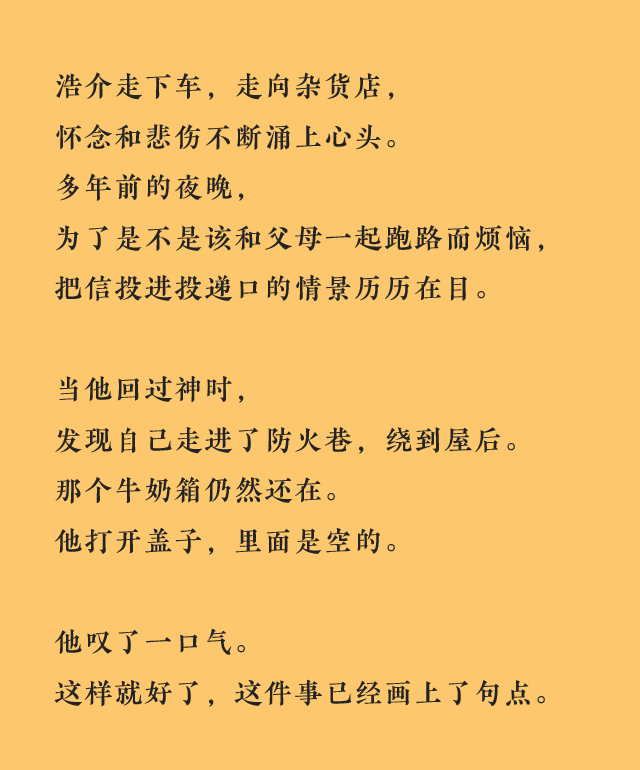 浩介走下车，走向杂货店，
怀念和悲伤不断涌上心头。
多年前的夜晚，
为了是不是该和父母一起跑路而烦恼，
把信投进投递口的情景历历在目。
当他回过神时，
发现自己走进了防火巷，绕到屋后。
那个牛奶箱仍然还在。
他打开盖子，里面是空的。
他叹了一口气。
这样就好了，这件事已经画上了句点。